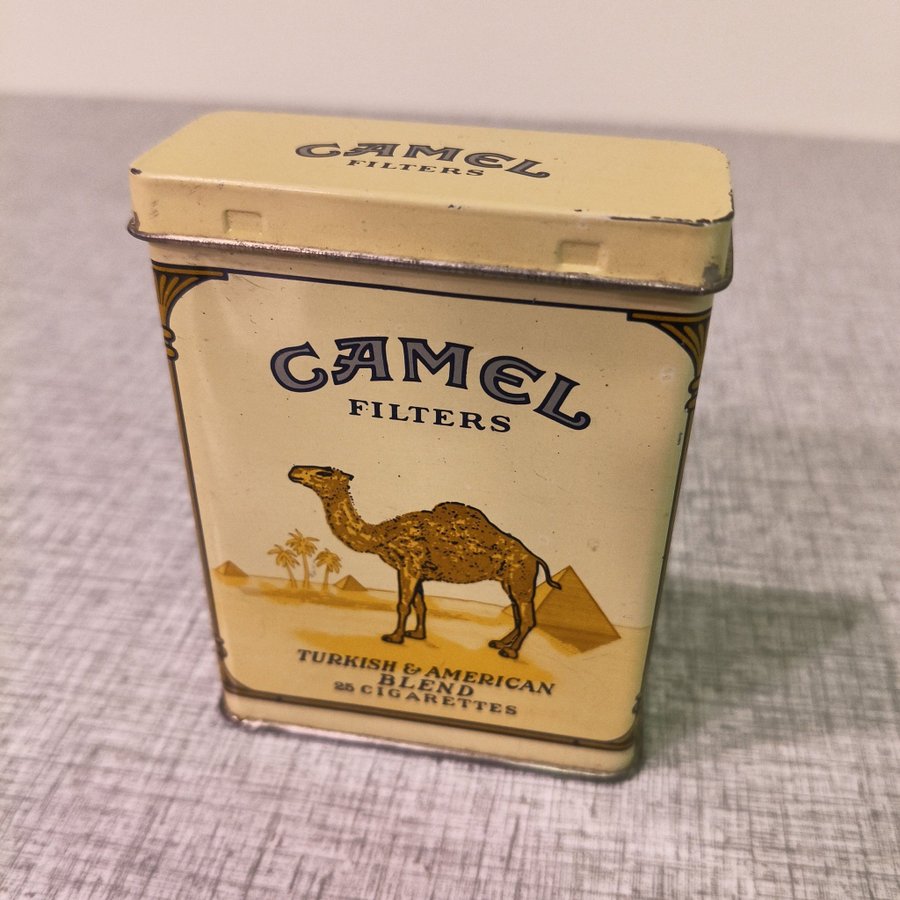 CAMEL
FILTERS
CAMEL
FILTERS
TURKISH & AMERICAN
BLEND
25 CIGARETTES